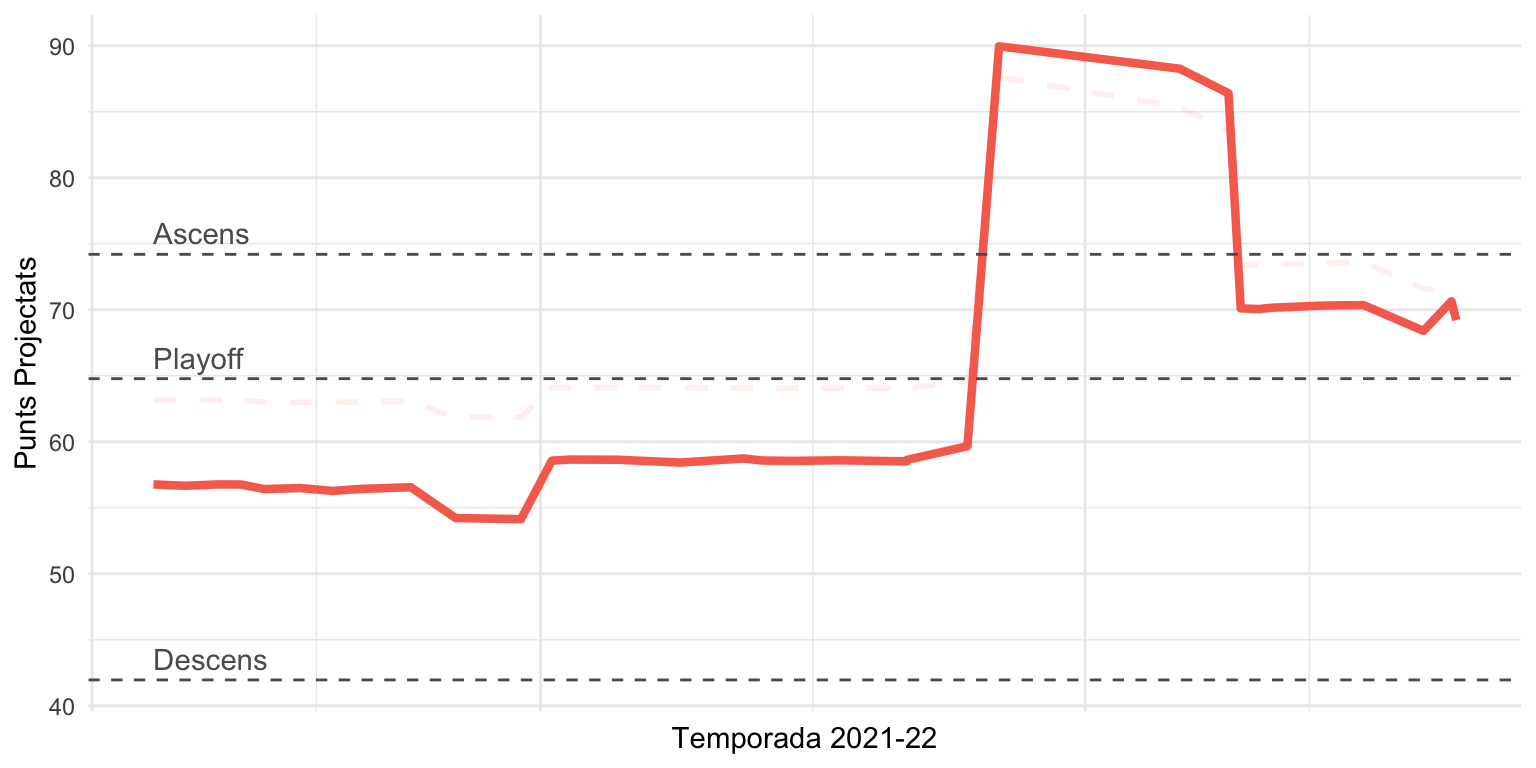 90
80
Ascens
70
Playoff
60
50
Descens
40
Punts Projectats
Temporada 2021-22